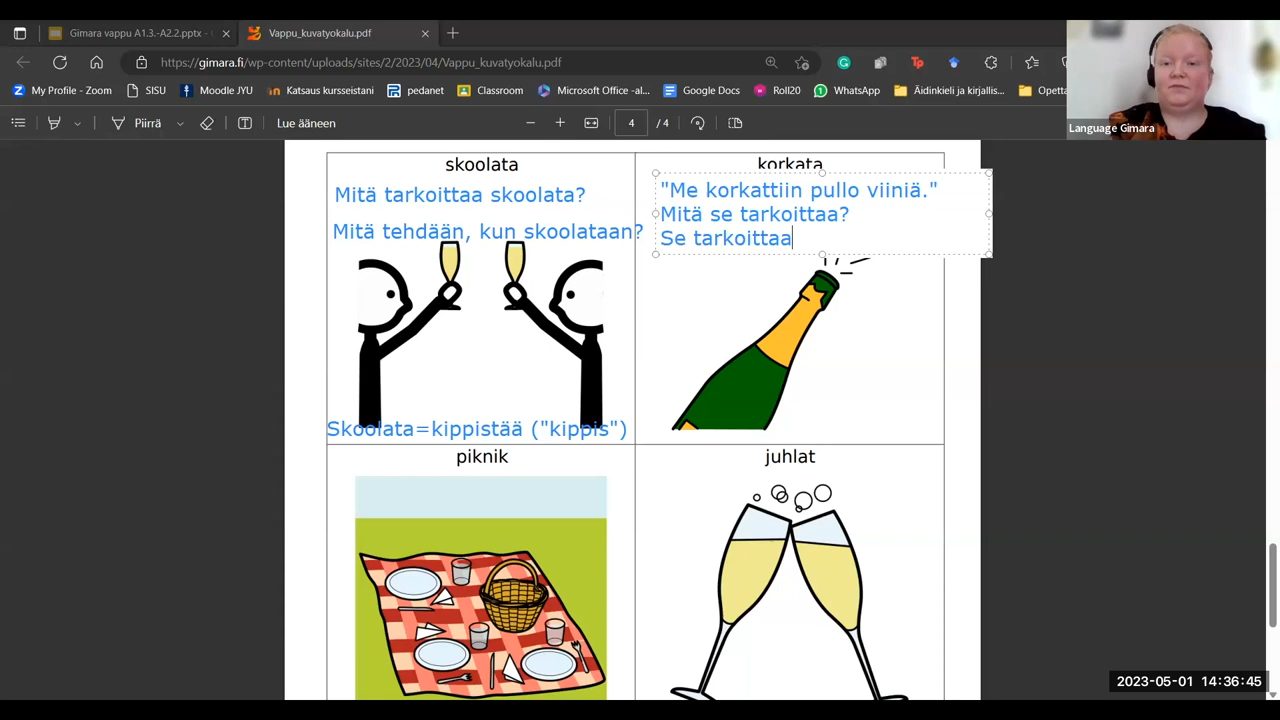 Gimara vappu A1.3.-A2.2.pptx -
Vappu_kuvatyokalu.pdf
https://gimara.fi/wp-content/uploads/sites/2/2023/04/Vappu_kuvatyokalu.pdf
My Profile - Zoom
SISU
Moodle JYU
Katsaus kursseistani
pedanet
Classroom
Microsoft Office -al...
Google Docs
Roll20
WhatsApp
Äidinkieli ja kirjallis...
Opetta
Piirrä
Lue ääneen
4 / 4
Language Gimara
skoolata
Mitä tarkoittaa skoolata?
Mitä tehdään, kun skoolataan?
Skoolata=kippistää ("kippis")
korkata
"Me korkattiin pullo viiniä."
Mitä se tarkoittaa?
Se tarkoittaa
piknik
juhlat
2023-05-01 14:36:45